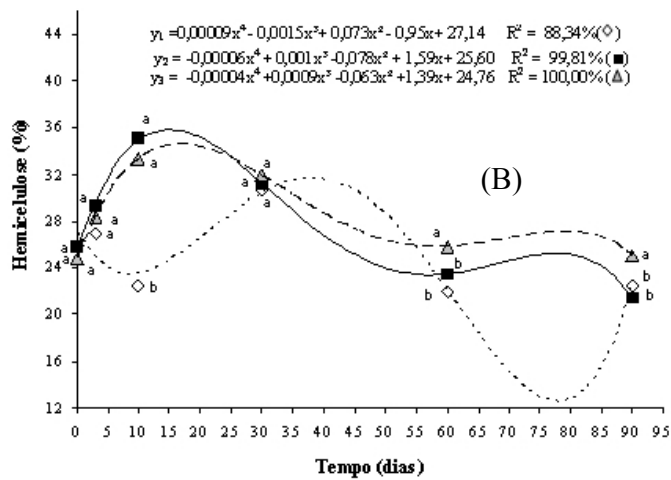 y₁ =0,00009x⁴ - 0,0015x³+ 0,073x² -0,95x+ 27,14 R² = 88,34%(◇)
y₂= -0,00006x⁴ + 0,001x³ -0,078x² + 1,59x+ 25,60 R² = 99,81%(■)
y₃= -0,00004x⁴ +0,0009x³ -0,063x² +1,39x+ 24,76 R² = 100,00%(▲)
44
40
36
32
28
24
20
16
12
Hemicelulose (%)
(B)
a
a
b
a
a
a
a
a
a
a
a
a
a
a
b
b
a
b
b
0 5 10 15 20 25 30 35 40 45 50 55 60 65 70 75 80 85 90 95
Tempo (dias)